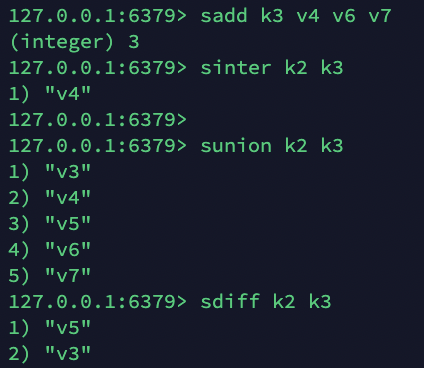 127.0.0.1:6379> sadd k3 v4 v6 v7
(integer) 3
127.0.0.1:6379> sinter k2 k3
1) "v4"
127.0.0.1:6379>
127.0.0.1:6379> sunion k2 k3
1) "v3"
2) "v4"
3) "v5"
4) "v6"
5) "v7"
127.0.0.1:6379> sdiff k2 k3
1) "v5"
2) "v3"